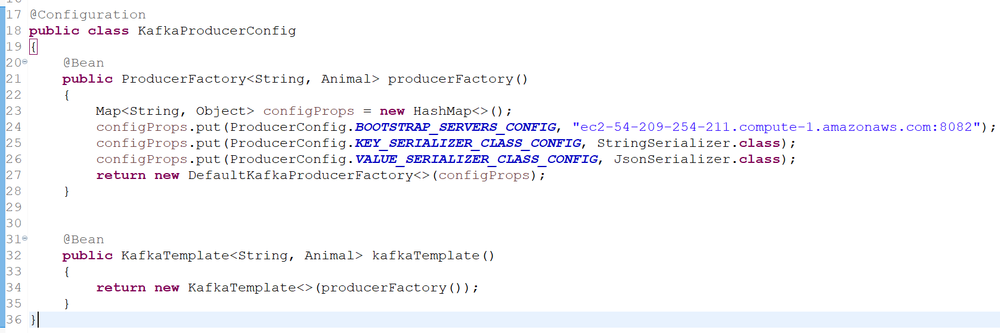 17 @Configuration
18 public class KafkaProducerConfig
19 {
20 @Bean
21 public ProducerFactory<String, Animal> producerFactory()
22 {
23 Map<String, Object> configProps = new HashMap<>();
24 configProps.put(ProducerConfig.BOOTSTRAP_SERVERS_CONFIG, "ec2-54-209-254-211.compute-1.amazonaws.com:8082");
25 configProps.put(ProducerConfig.KEY_SERIALIZER_CLASS_CONFIG, StringSerializer.class);
26 configProps.put(ProducerConfig.VALUE_SERIALIZER_CLASS_CONFIG, JsonSerializer.class);
27 return new DefaultKafkaProducerFactory<>(configProps);
28 }
29
30
31 @Bean
32 public KafkaTemplate<String, Animal> kafkaTemplate()
33 {
34 return new KafkaTemplate<>(producerFactory());
35 }
36 }